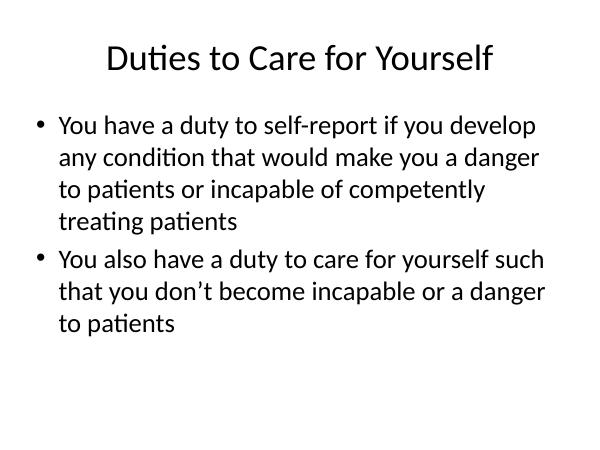 Duties to Care for Yourself
• You have a duty to self-report if you develop
any condition that would make you a danger
to patients or incapable of competently
treating patients
• You also have a duty to care for yourself such
that you don’t become incapable or a danger
to patients